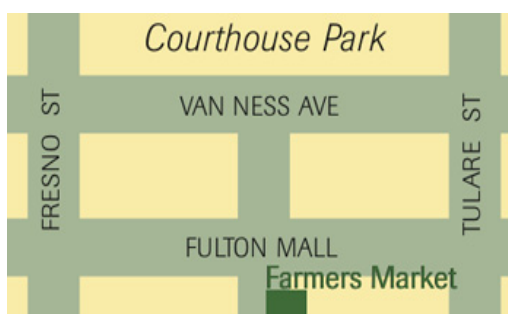 Courthouse Park
VAN NESS AVE
FRESNO ST
TULARE ST
FULTON MALL
Farmers Market